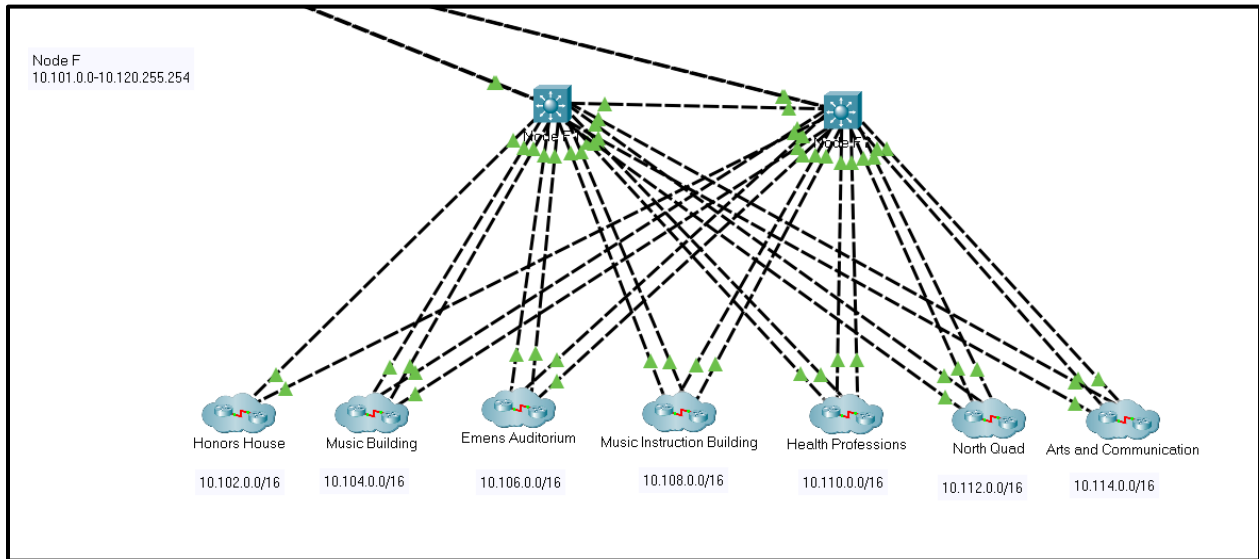 Node F
10.101.0.0-10.120.255.254
Node F
Node F
Honors House
Music Building
Emens Auditorium
Music Instruction Building
Health Professions
North Quad
Arts and Communication
10.102.0.0/16
10.104.0.0/16
10.106.0.0/16
10.108.0.0/16
10.110.0.0/16
10.112.0.0/16
10.114.0.0/16